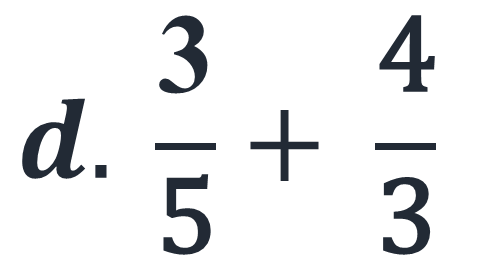 d. 3/5 + 4/3